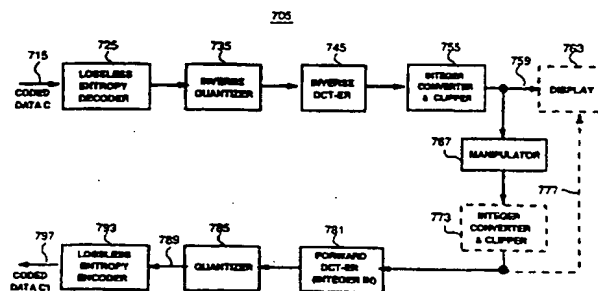 705
715
725
735
745
755
759
763
CODED
DATA C
LOSSLESS
ENTROPY
DECODER
INVERSE
QUANTIZER
INVERSE
DCT-ER
INTEGER
CONVERTER
& CLIPPER
DISPLAY
767
MANIPULATOR
777
773
INTEGER
CONVERTER
& CLIPPER
797
793
789
785
781
CODED
DATA C1
LOSSLESS
ENTROPY
ENCODER
QUANTIZER
FORWARD
DCT-ER
(INTEGER IN)